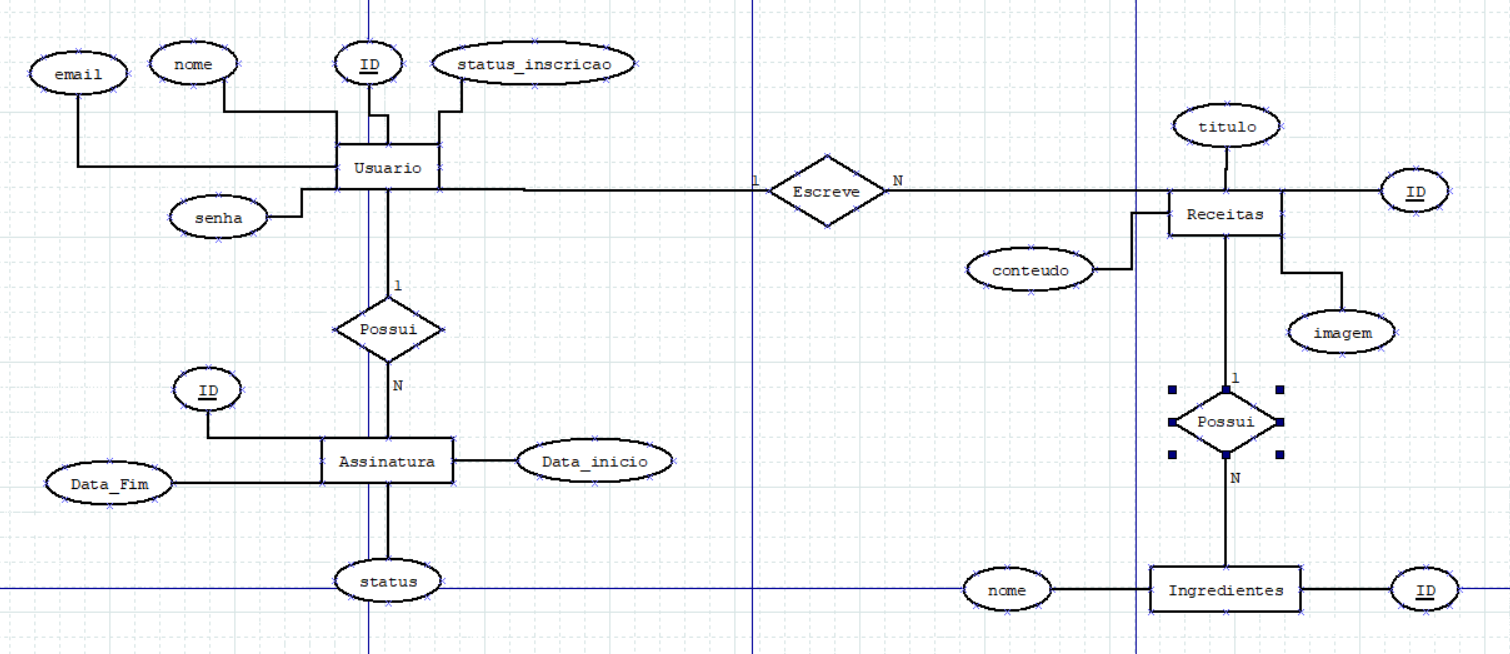 email
nome
ID
status_inscricao
Usuario
senha
1
Escreve
N
titulo
ID
Receitas
conteudo
imagem
1
Possui
N
ID
Assinatura
Data_inicio
Data_Fim
status
1
Possui
N
nome
Ingredientes
ID